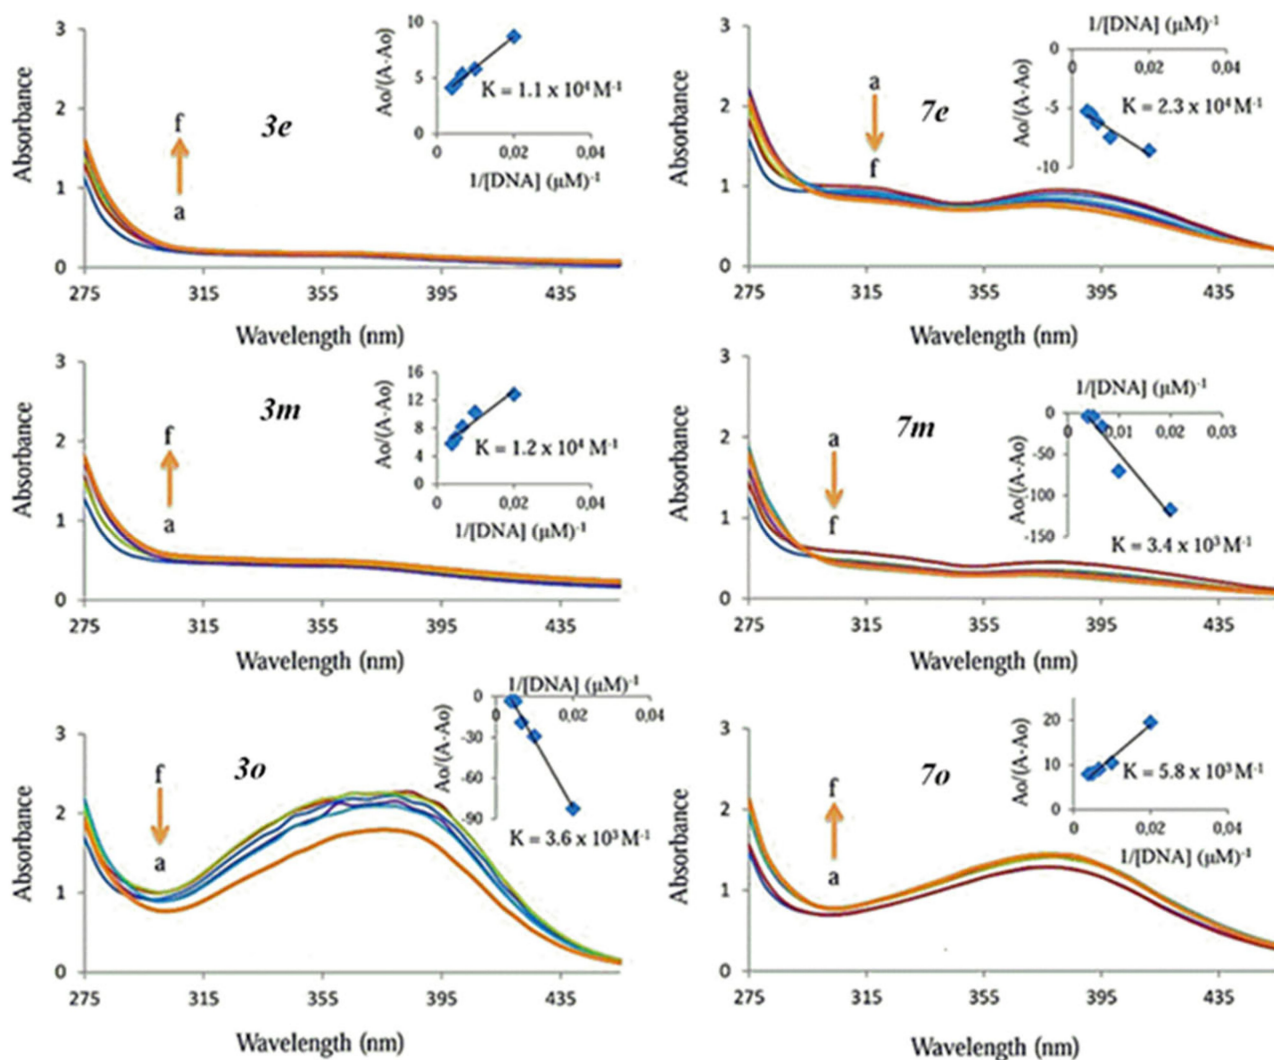 3
2
1
0
Absorbance
275
315
355
395
435
Wavelength (nm)
f
a
3e
10
5
0
Ao/(A-Ao)
0
0,02
0,04
1/[DNA] (μM)⁻¹
K = 1.1 x 10⁴ M⁻¹
3
2
1
0
Absorbance
275
315
355
395
435
Wavelength (nm)
a
f
7e
1/[DNA] (μM)⁻¹
0
0,02
0,04
0
-5
-10
Ao/(A-Ao)
K = 2.3 x 10⁴ M⁻¹
3
2
1
0
Absorbance
275
315
355
395
435
Wavelength (nm)
f
a
3m
16
12
8
4
0
Ao/(A-Ao)
0
0,02
0,04
1/[DNA] (μM)⁻¹
K = 1.2 x 10⁴ M⁻¹
3
2
1
0
Absorbance
275
315
355
395
435
Wavelength (nm)
a
f
7m
1/[DNA] (μM)⁻¹
0
0,01
0,02
0,03
0
-50
-100
-150
Ao/(A-Ao)
K = 3.4 x 10³ M⁻¹
3
2
1
0
Absorbance
275
315
355
395
435
Wavelength (nm)
f
a
3o
1/[DNA] (μM)⁻¹
0
0,02
0,04
0
-30
-60
-90
Ao/(A-Ao)
K = 3.6 x 10³ M⁻¹
3
2
1
0
Absorbance
275
315
355
395
435
Wavelength (nm)
f
a
7o
20
10
0
Ao/(A-Ao)
0
0,02
0,04
1/[DNA] (μM)⁻¹
K = 5.8 x 10³ M⁻¹